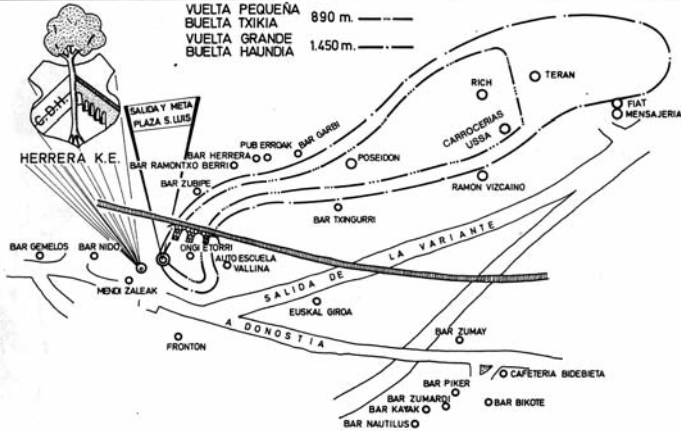 VUELTA PEQUEÑA
BUELTA TXIKIA 890 m.
VUELTA GRANDE
BUELTA HAUNDIA 1.450 m.
C.D.H.
HERRERA K.E.
SALIDA Y META
PLAZA S. LUIS
RICH
TERAN
FIAT
MENSAJERIA
CARROCERIAS
USSA
PUB ERROAK
BAR GARBI
BAR HERRERA
BAR RAMONTXO BERRI
POSEIDON
BAR ZUBIPE
RAMON VIZCAINO
BAR TXINGURRI
BAR GEMELOS
BAR NIDO
ONGI ETORRI
AUTO ESCUELA
VALLINA
MENDI ZALEAK
SALIDA DE LA VARIANTE
EUSKAL GIROA
A DONOSTIA
FRONTON
BAR ZUMAY
CAFETERIA BIDEBIETA
BAR PIKER
BAR ZUMARDI
BAR KAYAK
BAR BIKOTE
BAR NAUTILUS